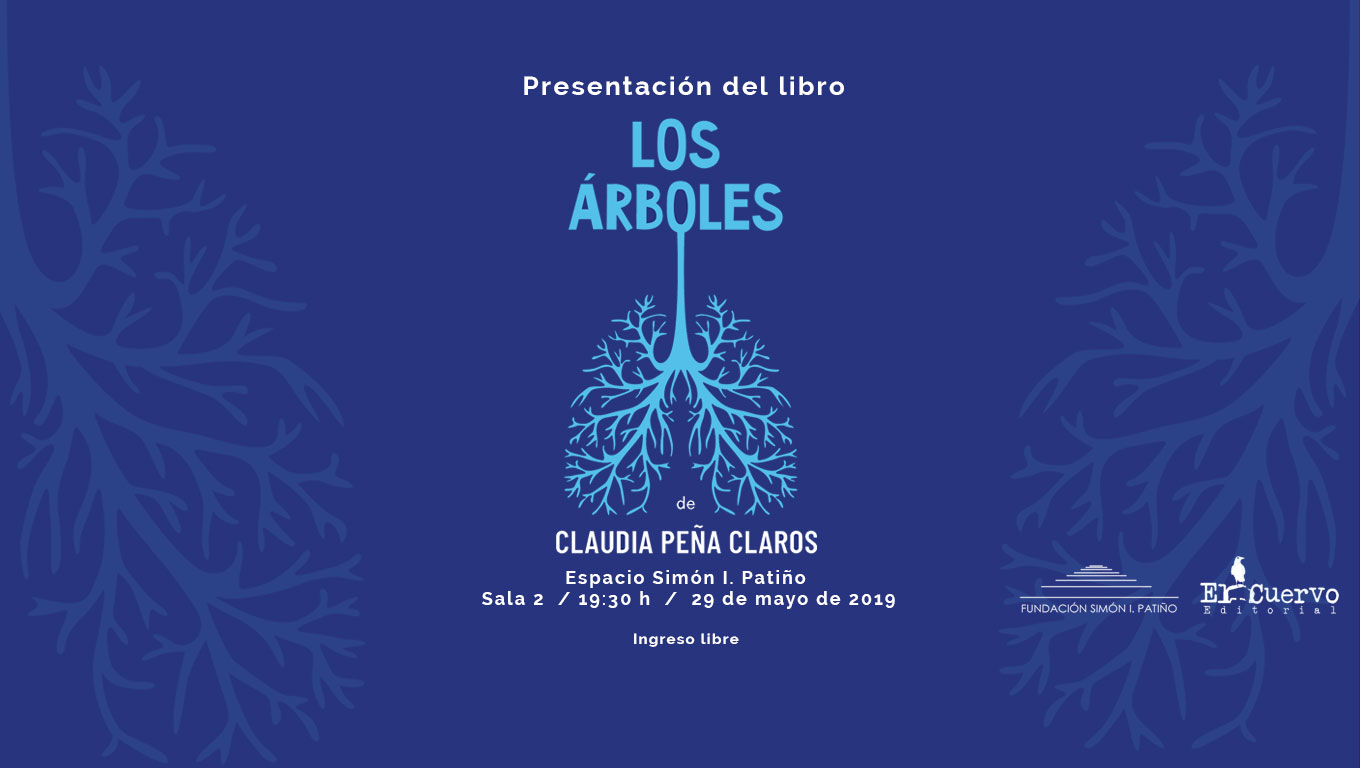 Presentación del libro
LOS
ÁRBOLES
de
CLAUDIA PEÑA CLAROS
Espacio Simón I. Patiño
Sala 2 / 19:30 h / 29 de mayo de 2019
Ingreso libre
FUNDACIÓN SIMÓN I. PATIÑO
El Cuervo
Editorial